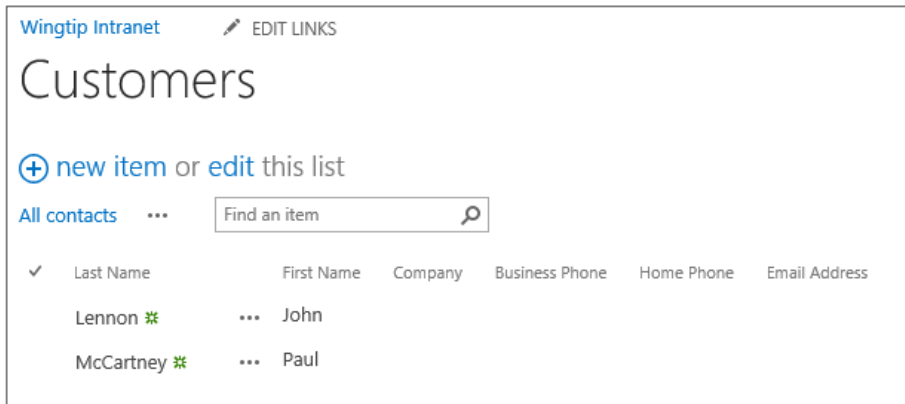 Wingtip Intranet EDIT LINKS
Customers
new item or edit this list
All contacts ••• Find an item
✓ Last Name First Name Company Business Phone Home Phone Email Address
Lennon ••• John
McCartney ••• Paul